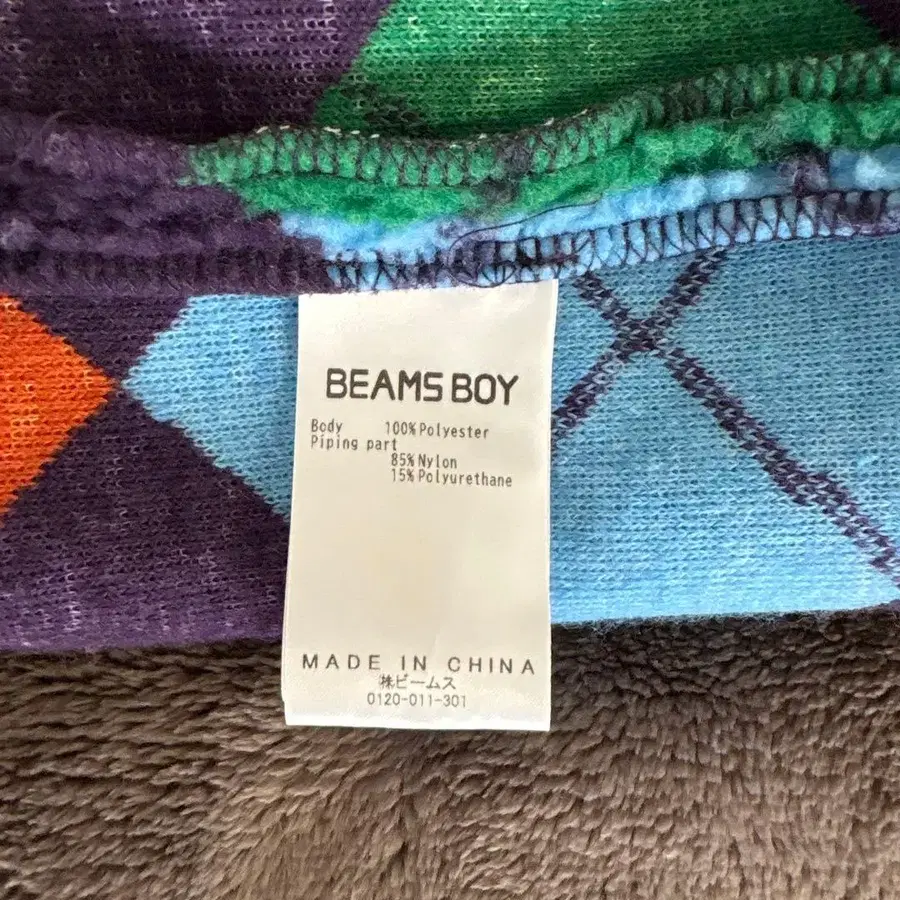 BEAMS BOY
Body 100% Polyester
Piping part
85% Nylon
15% Polyurethane
MADE IN CHINA
㈱ビームス
0120-011-301